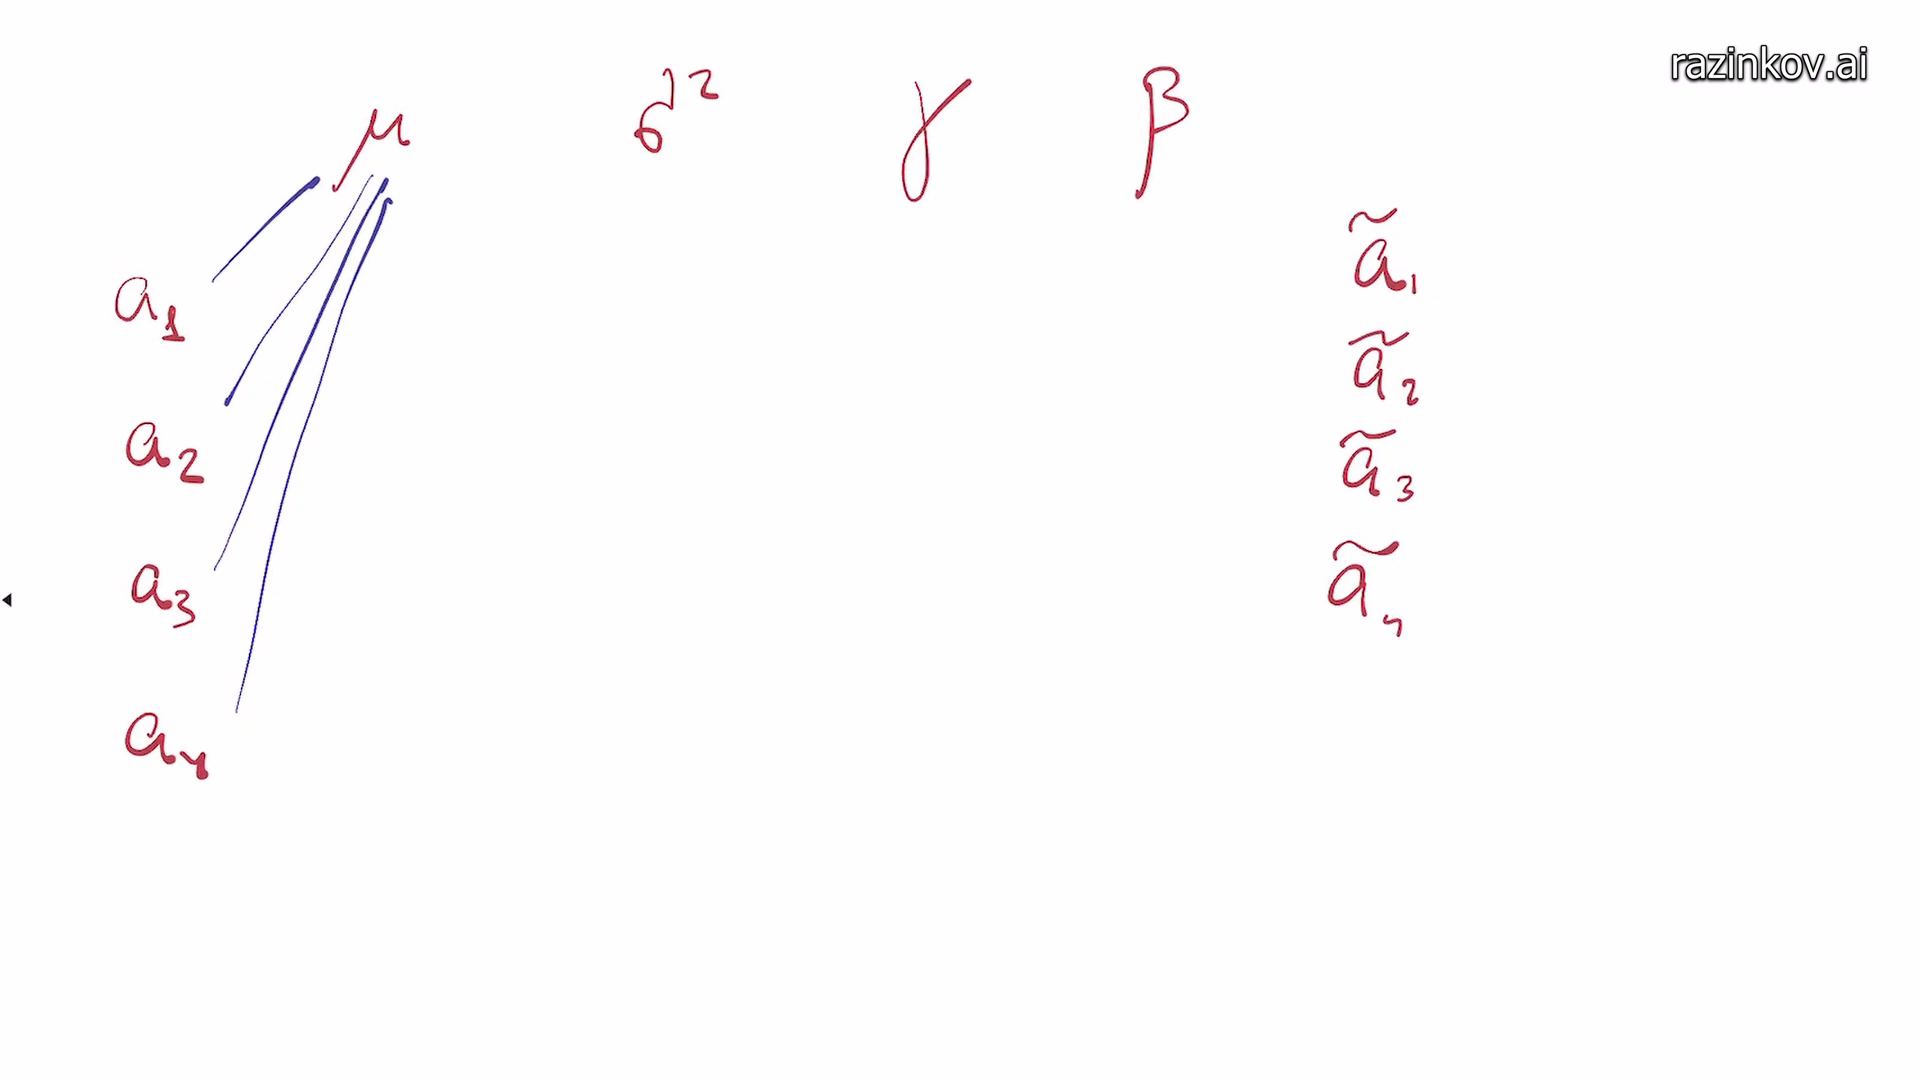 razinkov.ai
μ σ² γ β
ã₁
a₁
ã₂
a₂
ã₃
a₃
ã₄
a₄